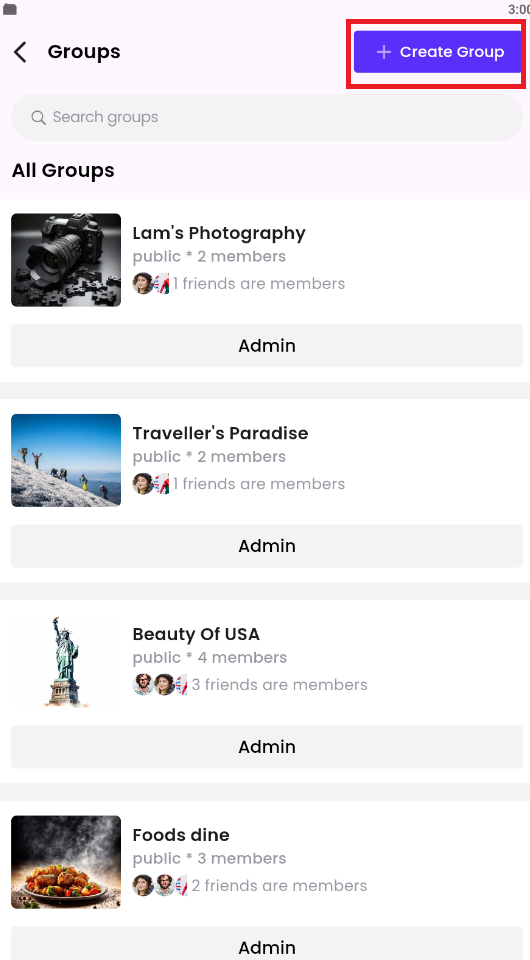 3:00
Groups
+ Create Group
Search groups
All Groups
Lam's Photography
public * 2 members
1 friends are members
Admin
Traveller's Paradise
public * 2 members
1 friends are members
Admin
Beauty Of USA
public * 4 members
3 friends are members
Admin
Foods dine
public * 3 members
2 friends are members
Admin